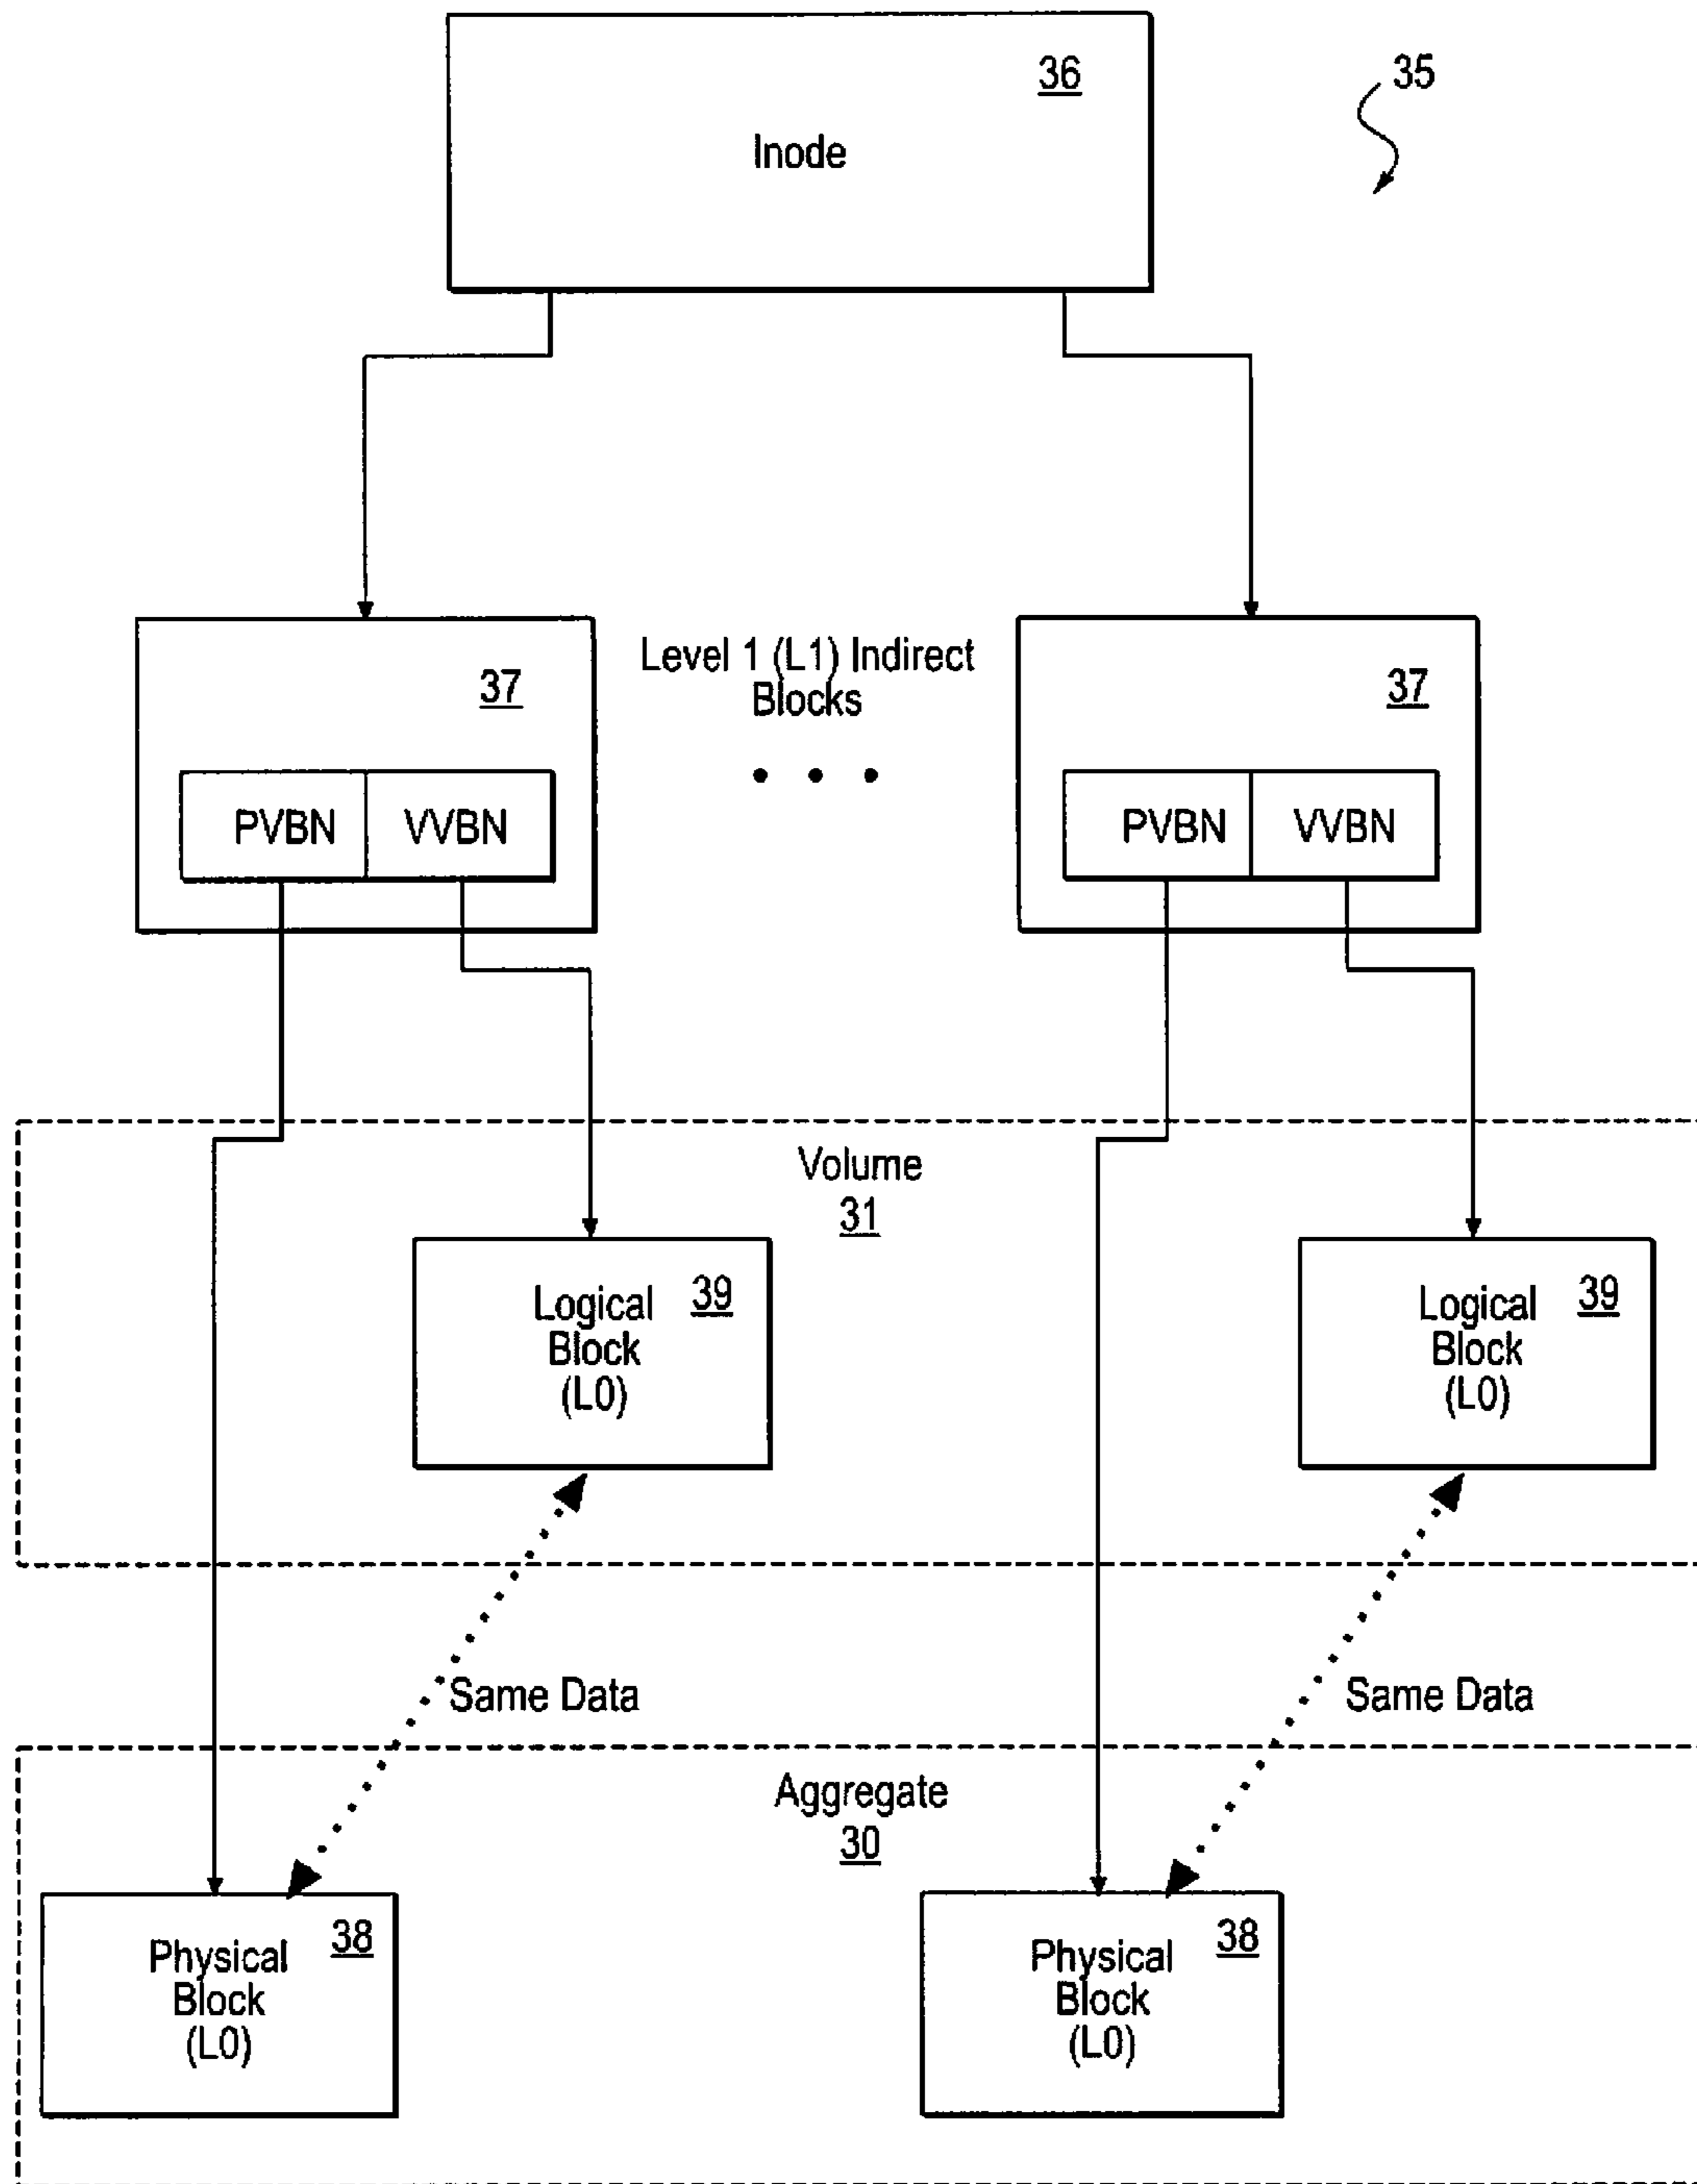 36
35
Inode
Level 1 (L1) Indirect
Blocks
37
37
• • •
PVBN VVBN
PVBN VVBN
Volume
31
Logical 39
Block
(L0)
Logical 39
Block
(L0)
Same Data
Same Data
Aggregate
30
Physical 38
Block
(L0)
Physical 38
Block
(L0)